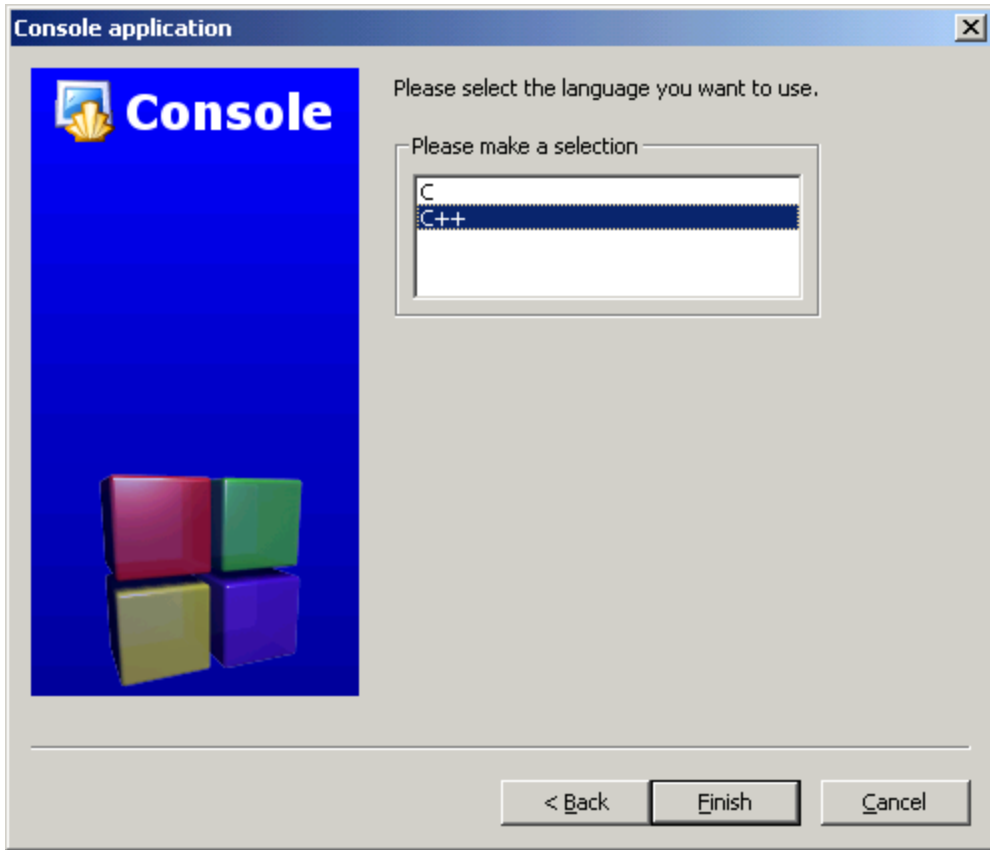 Console application
Console
Please select the language you want to use.
Please make a selection
C
C++
< Back
Finish
Cancel